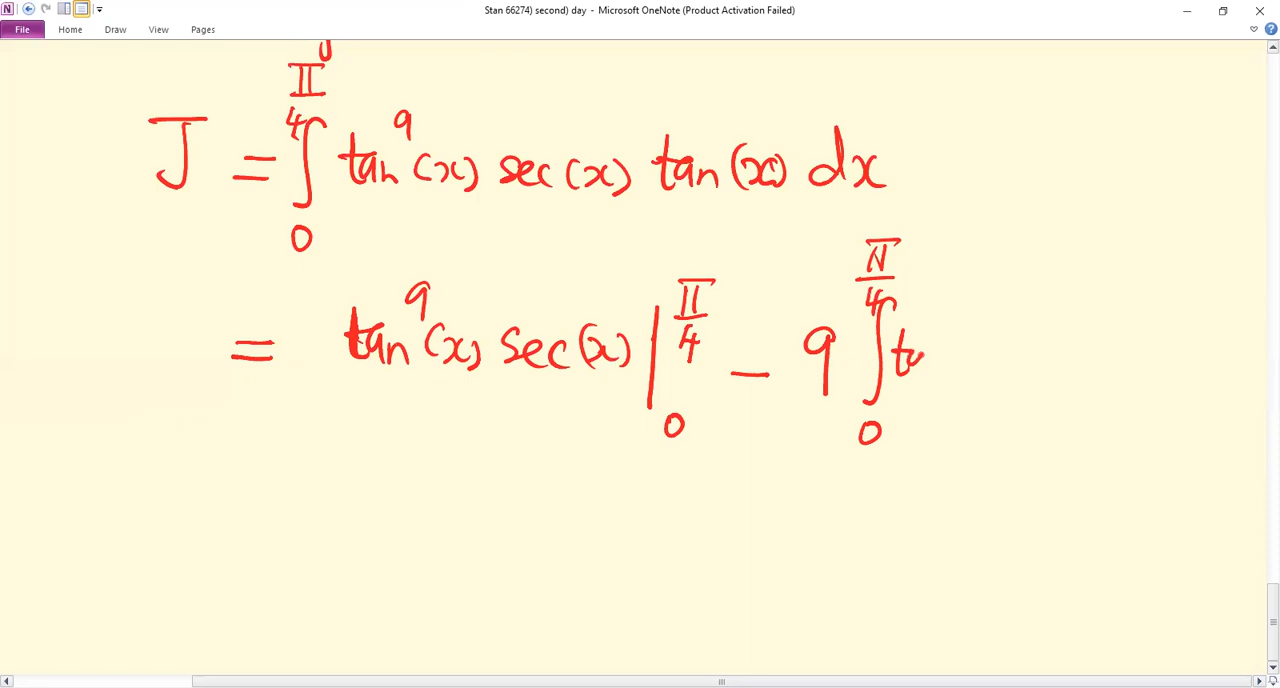 Stan 66274) second) day - Microsoft OneNote (Product Activation Failed)
File Home Draw View Pages
J = ∫₀^(π/4) tan⁹(x) sec(x) tan(x) dx
= tan⁹(x) sec(x) |₀^(π/4) - 9 ∫₀^(π/4) ta